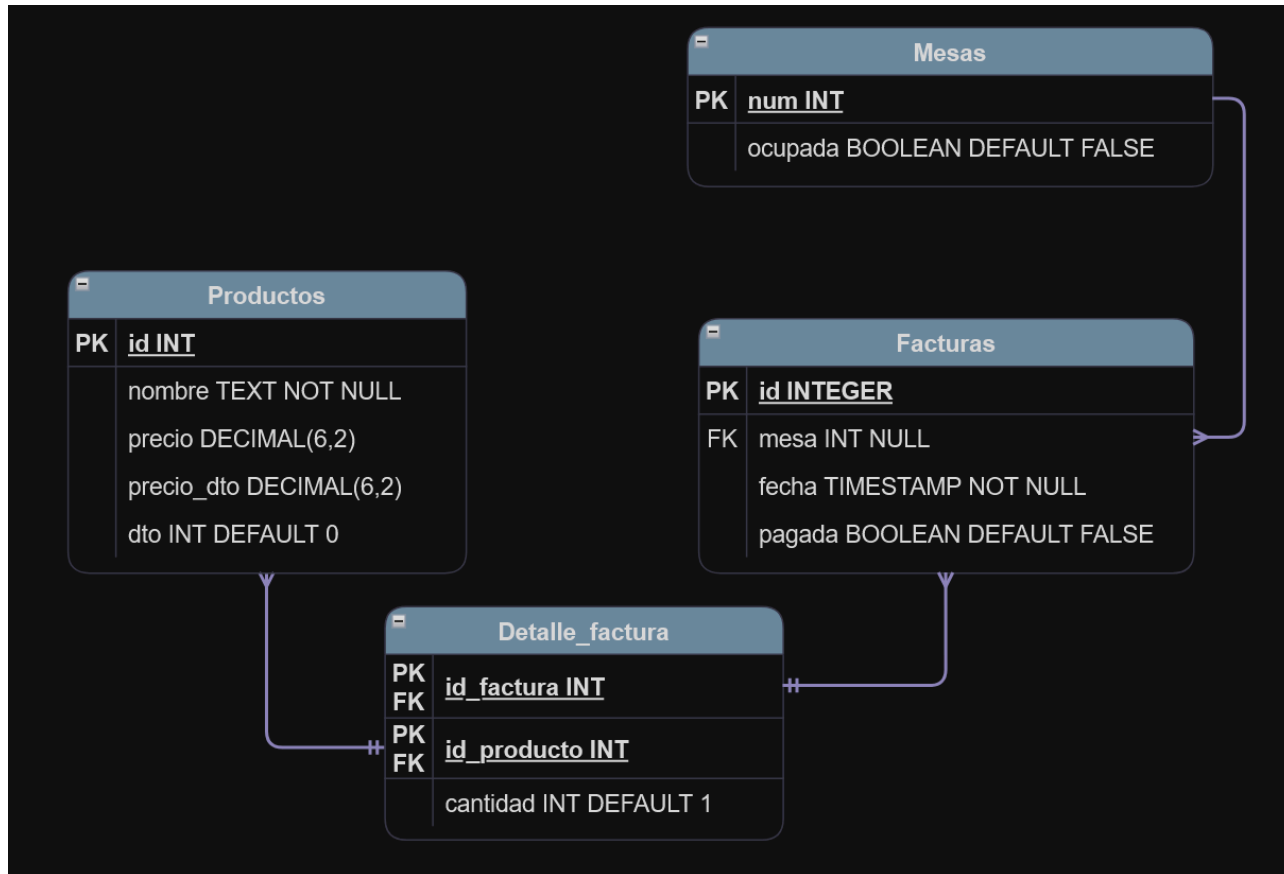 Mesas
PK num INT
ocupada BOOLEAN DEFAULT FALSE
Productos
PK id INT
nombre TEXT NOT NULL
precio DECIMAL(6,2)
precio_dto DECIMAL(6,2)
dto INT DEFAULT 0
Facturas
PK id INTEGER
FK mesa INT NULL
fecha TIMESTAMP NOT NULL
pagada BOOLEAN DEFAULT FALSE
Detalle_factura
PK
FK id_factura INT
PK
FK id_producto INT
cantidad INT DEFAULT 1